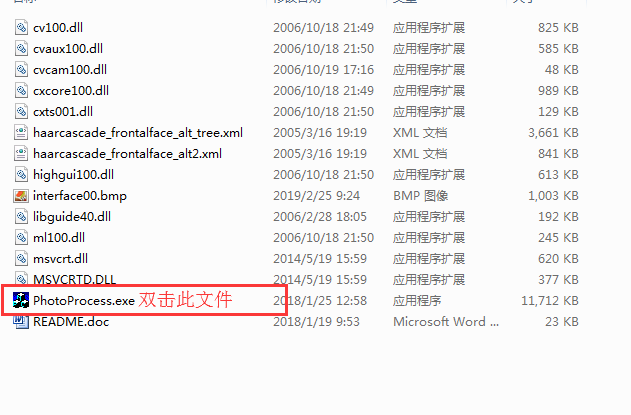 cv100.dll 2006/10/18 21:49 应用程序扩展 825 KB
cvaux100.dll 2006/10/18 21:50 应用程序扩展 585 KB
cvcam100.dll 2006/10/19 17:16 应用程序扩展 48 KB
cxcore100.dll 2006/10/18 21:49 应用程序扩展 989 KB
cxts001.dll 2006/10/18 21:50 应用程序扩展 129 KB
haarcascade_frontalface_alt_tree.xml 2005/3/16 19:19 XML 文档 3,661 KB
haarcascade_frontalface_alt2.xml 2005/3/16 19:19 XML 文档 841 KB
highgui100.dll 2006/10/18 21:50 应用程序扩展 613 KB
interface00.bmp 2019/2/25 9:24 BMP 图像 1,003 KB
libguide40.dll 2006/2/28 18:05 应用程序扩展 192 KB
ml100.dll 2006/10/18 21:50 应用程序扩展 245 KB
msvcrt.dll 2014/5/19 15:59 应用程序扩展 620 KB
MSVCRTD.DLL 2014/5/19 15:59 应用程序扩展 377 KB
PhotoProcess.exe 双击此文件 2018/1/25 12:58 应用程序 11,712 KB
README.doc 2018/1/19 9:53 Microsoft Word ... 23 KB